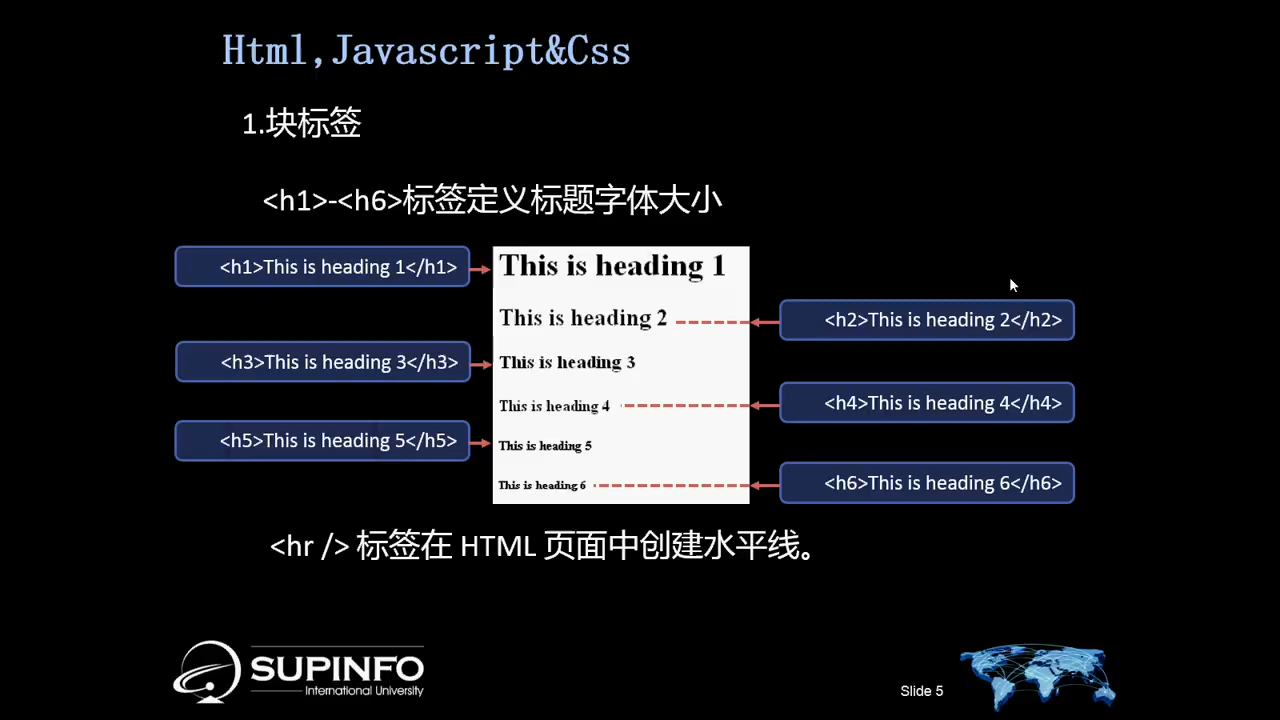 Html,Javascript&Css
1.块标签
<h1>-<h6>标签定义标题字体大小
<h1>This is heading 1</h1>
This is heading 1
This is heading 2
<h2>This is heading 2</h2>
<h3>This is heading 3</h3>
This is heading 3
This is heading 4
<h4>This is heading 4</h4>
<h5>This is heading 5</h5>
This is heading 5
This is heading 6
<h6>This is heading 6</h6>
<hr /> 标签在 HTML 页面中创建水平线。
SUPINFO
International University
Slide 5